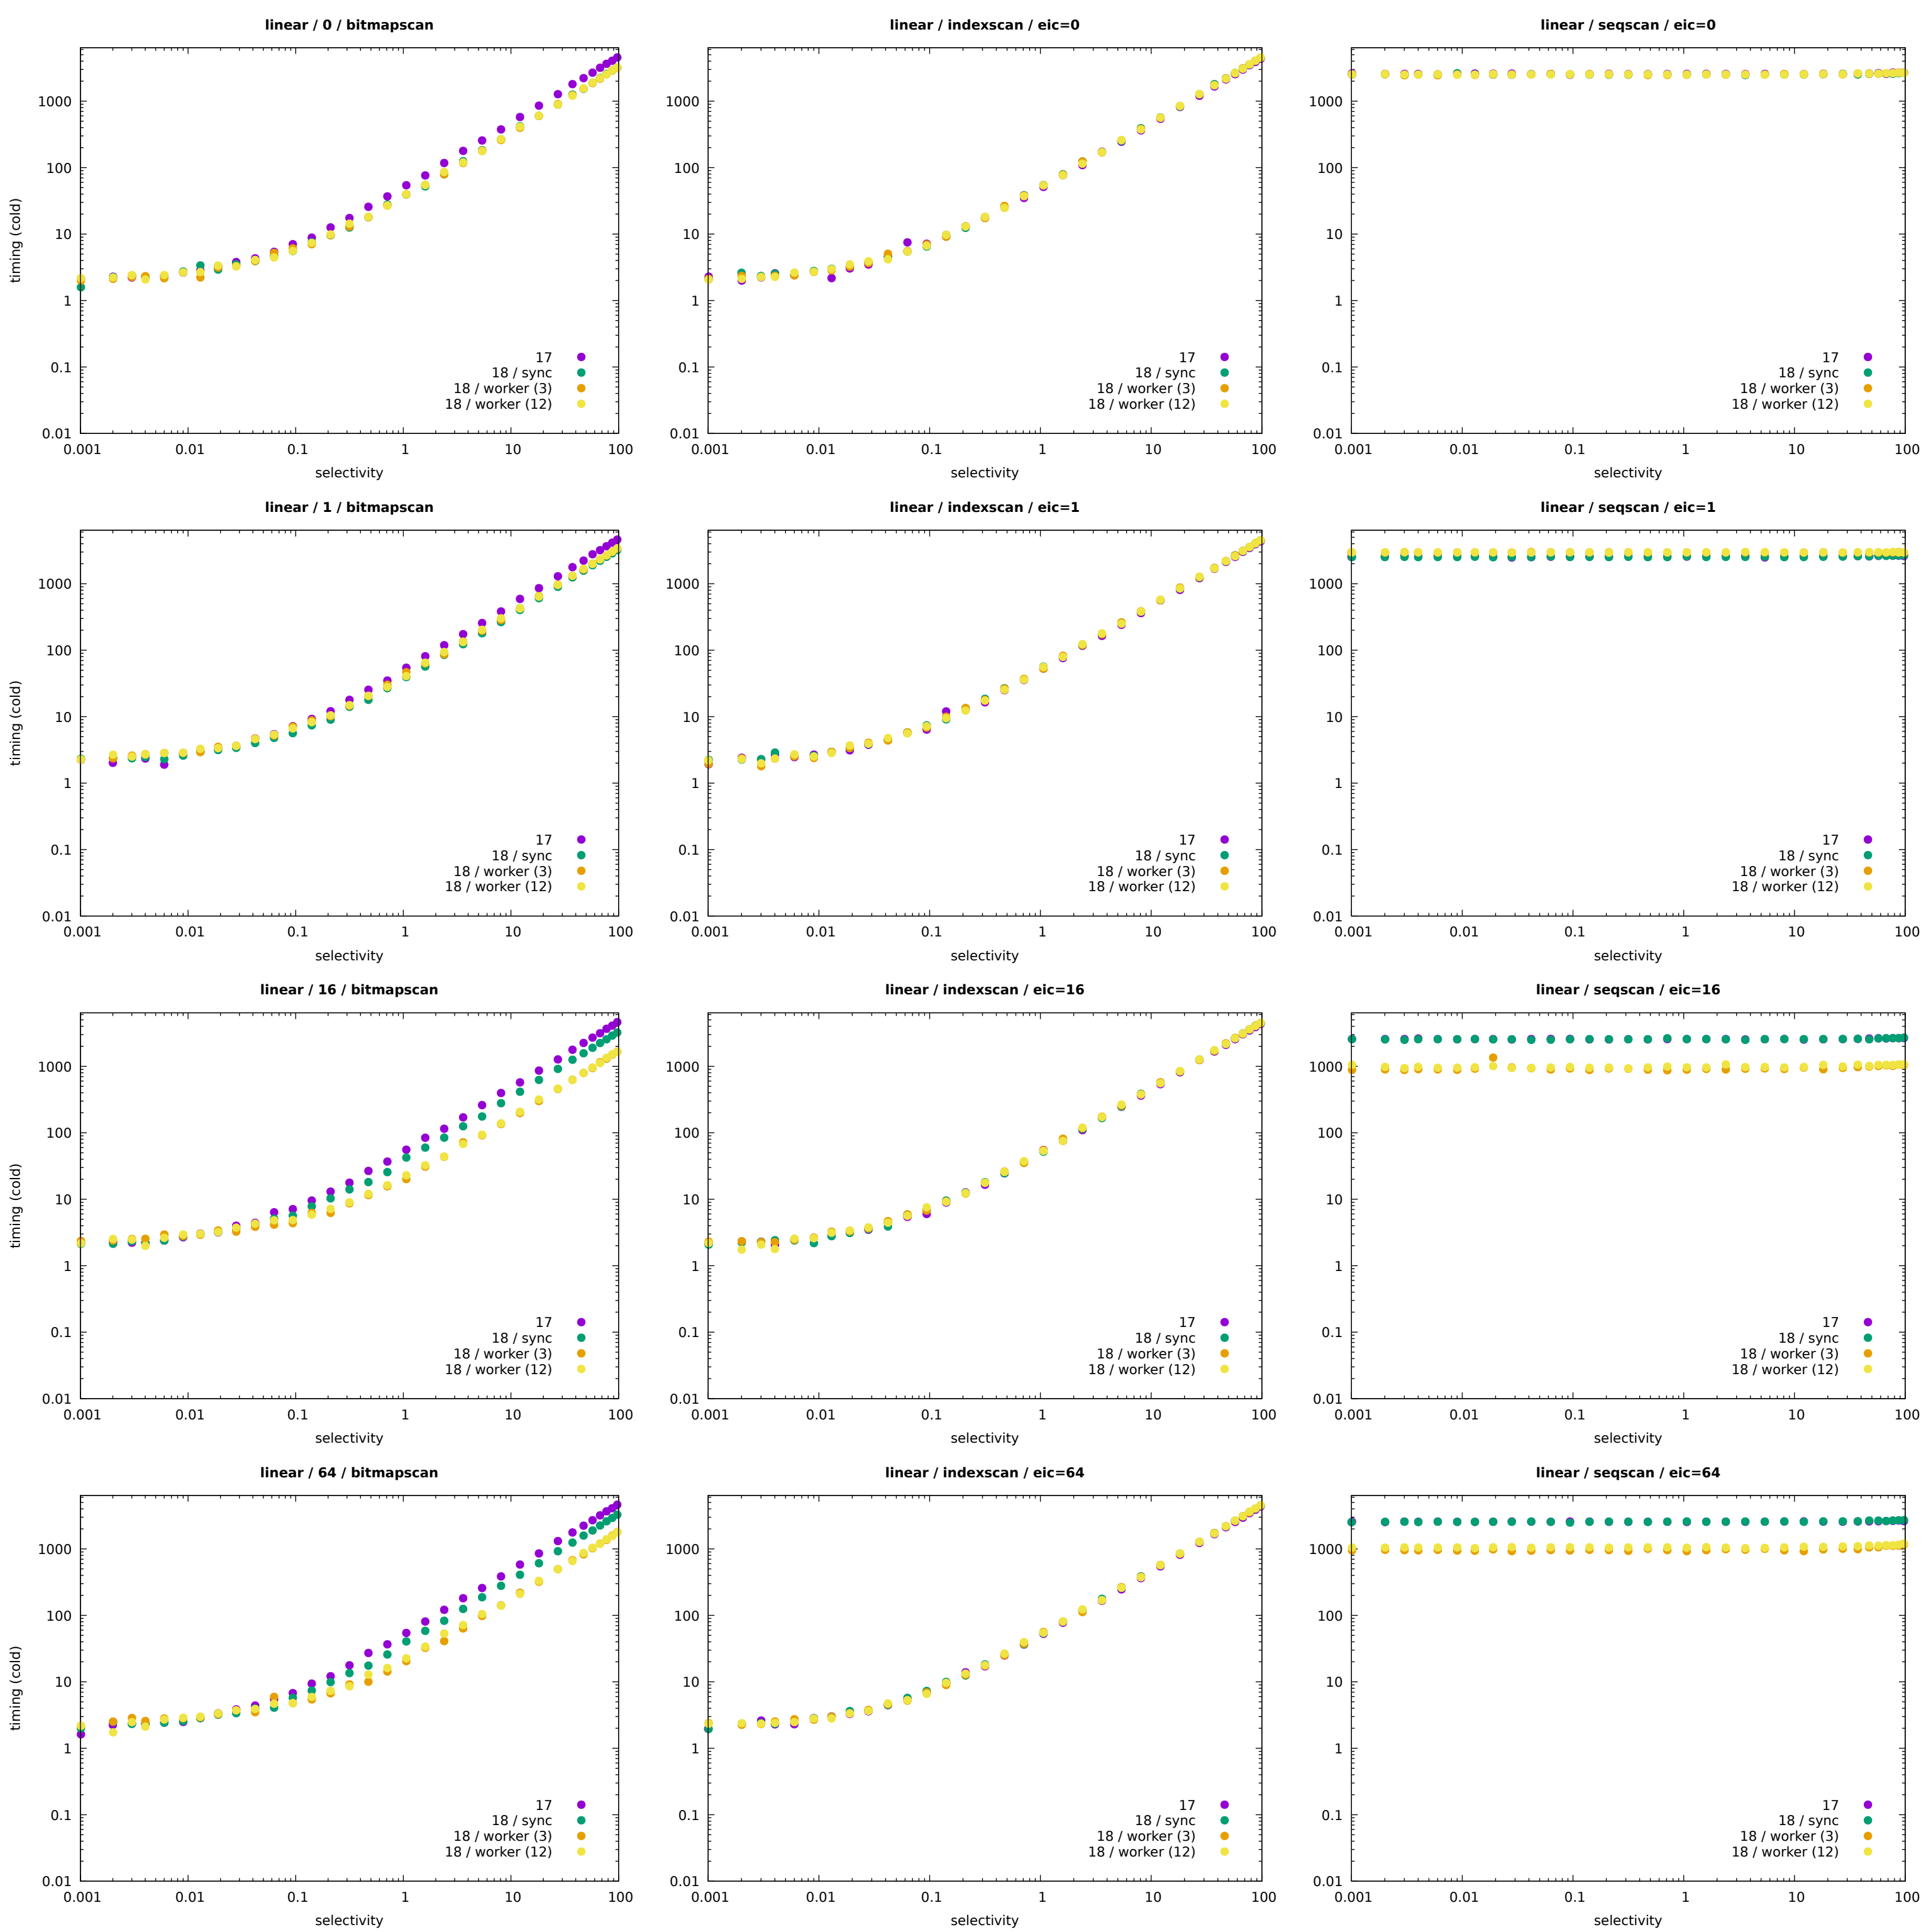 linear / 0 / bitmapscan
timing (cold)
1000
100
10
1
0.1
0.01
17
18 / sync
18 / worker (3)
18 / worker (12)
0.001 0.01 0.1 1 10 100
selectivity
linear / indexscan / eic=0
1000
100
10
1
0.1
0.01
17
18 / sync
18 / worker (3)
18 / worker (12)
0.001 0.01 0.1 1 10 100
selectivity
linear / seqscan / eic=0
1000
100
10
1
0.1
0.01
17
18 / sync
18 / worker (3)
18 / worker (12)
0.001 0.01 0.1 1 10 100
selectivity
linear / 1 / bitmapscan
timing (cold)
1000
100
10
1
0.1
0.01
17
18 / sync
18 / worker (3)
18 / worker (12)
0.001 0.01 0.1 1 10 100
selectivity
linear / indexscan / eic=1
1000
100
10
1
0.1
0.01
17
18 / sync
18 / worker (3)
18 / worker (12)
0.001 0.01 0.1 1 10 100
selectivity
linear / seqscan / eic=1
1000
100
10
1
0.1
0.01
17
18 / sync
18 / worker (3)
18 / worker (12)
0.001 0.01 0.1 1 10 100
selectivity
linear / 16 / bitmapscan
timing (cold)
1000
100
10
1
0.1
0.01
17
18 / sync
18 / worker (3)
18 / worker (12)
0.001 0.01 0.1 1 10 100
selectivity
linear / indexscan / eic=16
1000
100
10
1
0.1
0.01
17
18 / sync
18 / worker (3)
18 / worker (12)
0.001 0.01 0.1 1 10 100
selectivity
linear / seqscan / eic=16
1000
100
10
1
0.1
0.01
17
18 / sync
18 / worker (3)
18 / worker (12)
0.001 0.01 0.1 1 10 100
selectivity
linear / 64 / bitmapscan
timing (cold)
1000
100
10
1
0.1
0.01
17
18 / sync
18 / worker (3)
18 / worker (12)
0.001 0.01 0.1 1 10 100
selectivity
linear / indexscan / eic=64
1000
100
10
1
0.1
0.01
17
18 / sync
18 / worker (3)
18 / worker (12)
0.001 0.01 0.1 1 10 100
selectivity
linear / seqscan / eic=64
1000
100
10
1
0.1
0.01
17
18 / sync
18 / worker (3)
18 / worker (12)
0.001 0.01 0.1 1 10 100
selectivity